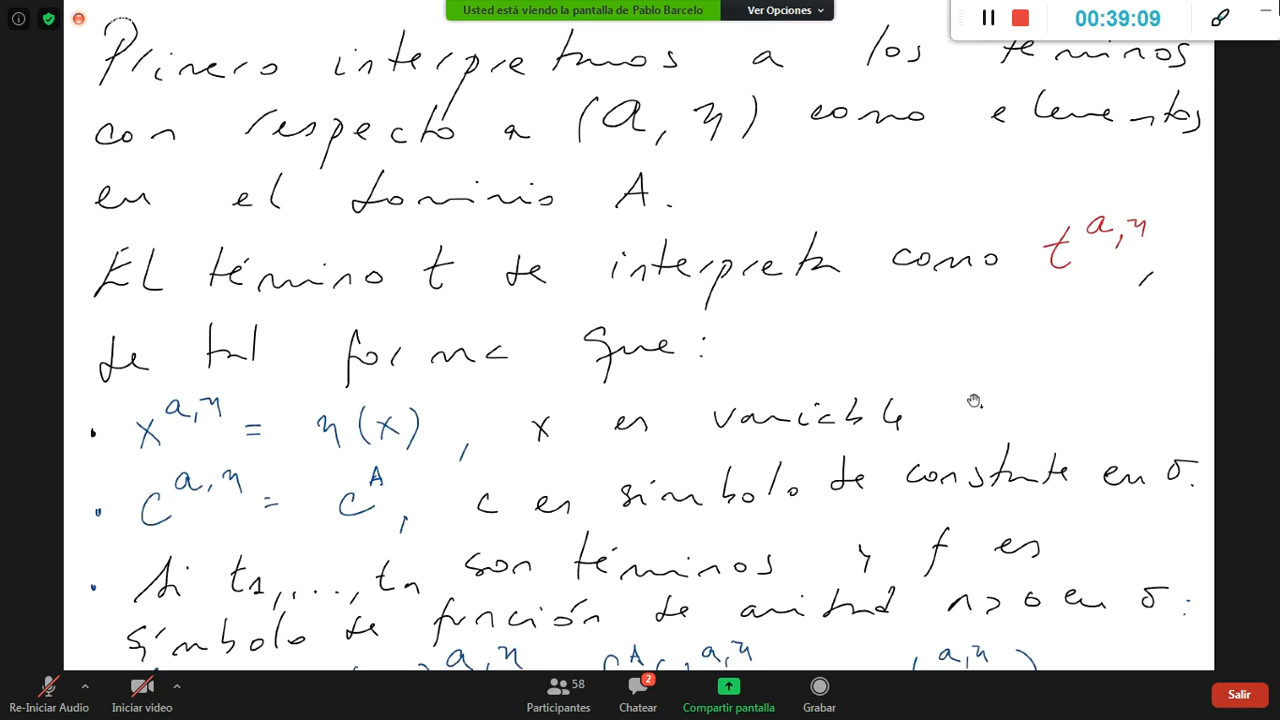 Usted está viendo la pantalla de Pablo Barcelo
Ver Opciones
00:39:09
Primero interpretamos a los términos
con respecto a (𝔄, η) como elementos
en el dominio A.
El término t se interpreta como t^{𝔄,η},
de tal forma que:
· x^{𝔄,η} = η(x), x es variable
· c^{𝔄,η} = c^A, c es símbolo de constante en σ.
· Si t1,...,tn son términos y f es
símbolo de función de aridad n>0 en σ:
58
2
Re-Iniciar Audio
Iniciar video
Participantes
Chatear
Compartir pantalla
Grabar
Salir